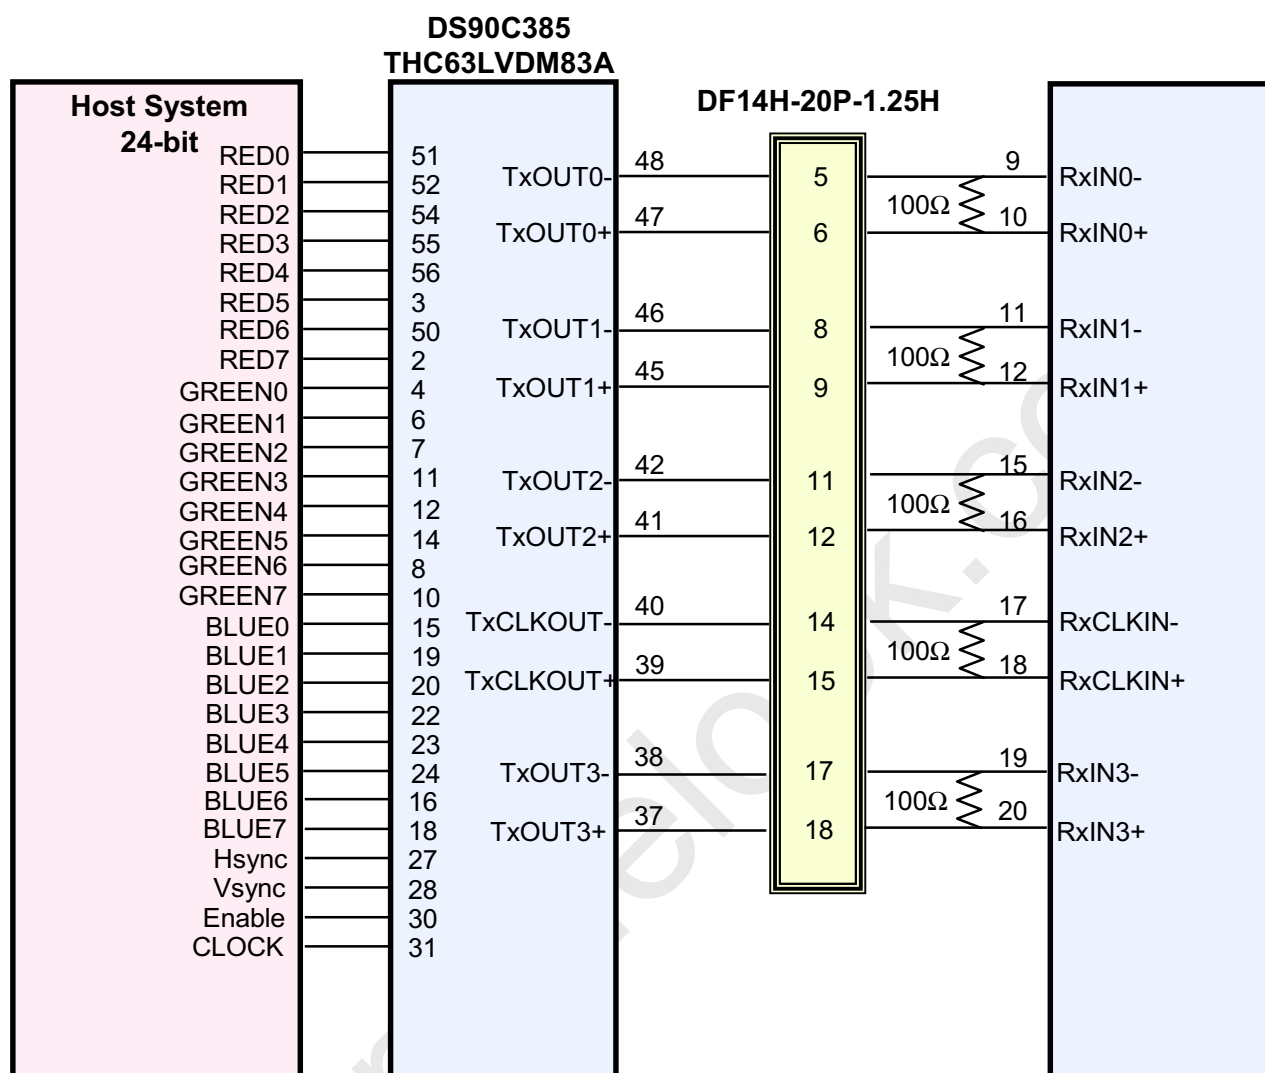 DS90C385
THC63LVDM83A
Host System
24-bit
DF14H-20P-1.25H
RED0 51
RED1 52
RED2 54
RED3 55
RED4 56
RED5 3
RED6 50
RED7 2
GREEN0 4
GREEN1 6
GREEN2 7
GREEN3 11
GREEN4 12
GREEN5 14
GREEN6 8
GREEN7 10
BLUE0 15
BLUE1 19
BLUE2 20
BLUE3 22
BLUE4 23
BLUE5 24
BLUE6 16
BLUE7 18
Hsync 27
Vsync 28
Enable 30
CLOCK 31
TxOUT0- 48 5 9 RxIN0-
100Ω
TxOUT0+ 47 6 10 RxIN0+
TxOUT1- 46 8 11 RxIN1-
100Ω
TxOUT1+ 45 9 12 RxIN1+
TxOUT2- 42 11 15 RxIN2-
100Ω
TxOUT2+ 41 12 16 RxIN2+
TxCLKOUT- 40 14 17 RxCLKIN-
100Ω
TxCLKOUT+ 39 15 18 RxCLKIN+
TxOUT3- 38 17 19 RxIN3-
100Ω
TxOUT3+ 37 18 20 RxIN3+